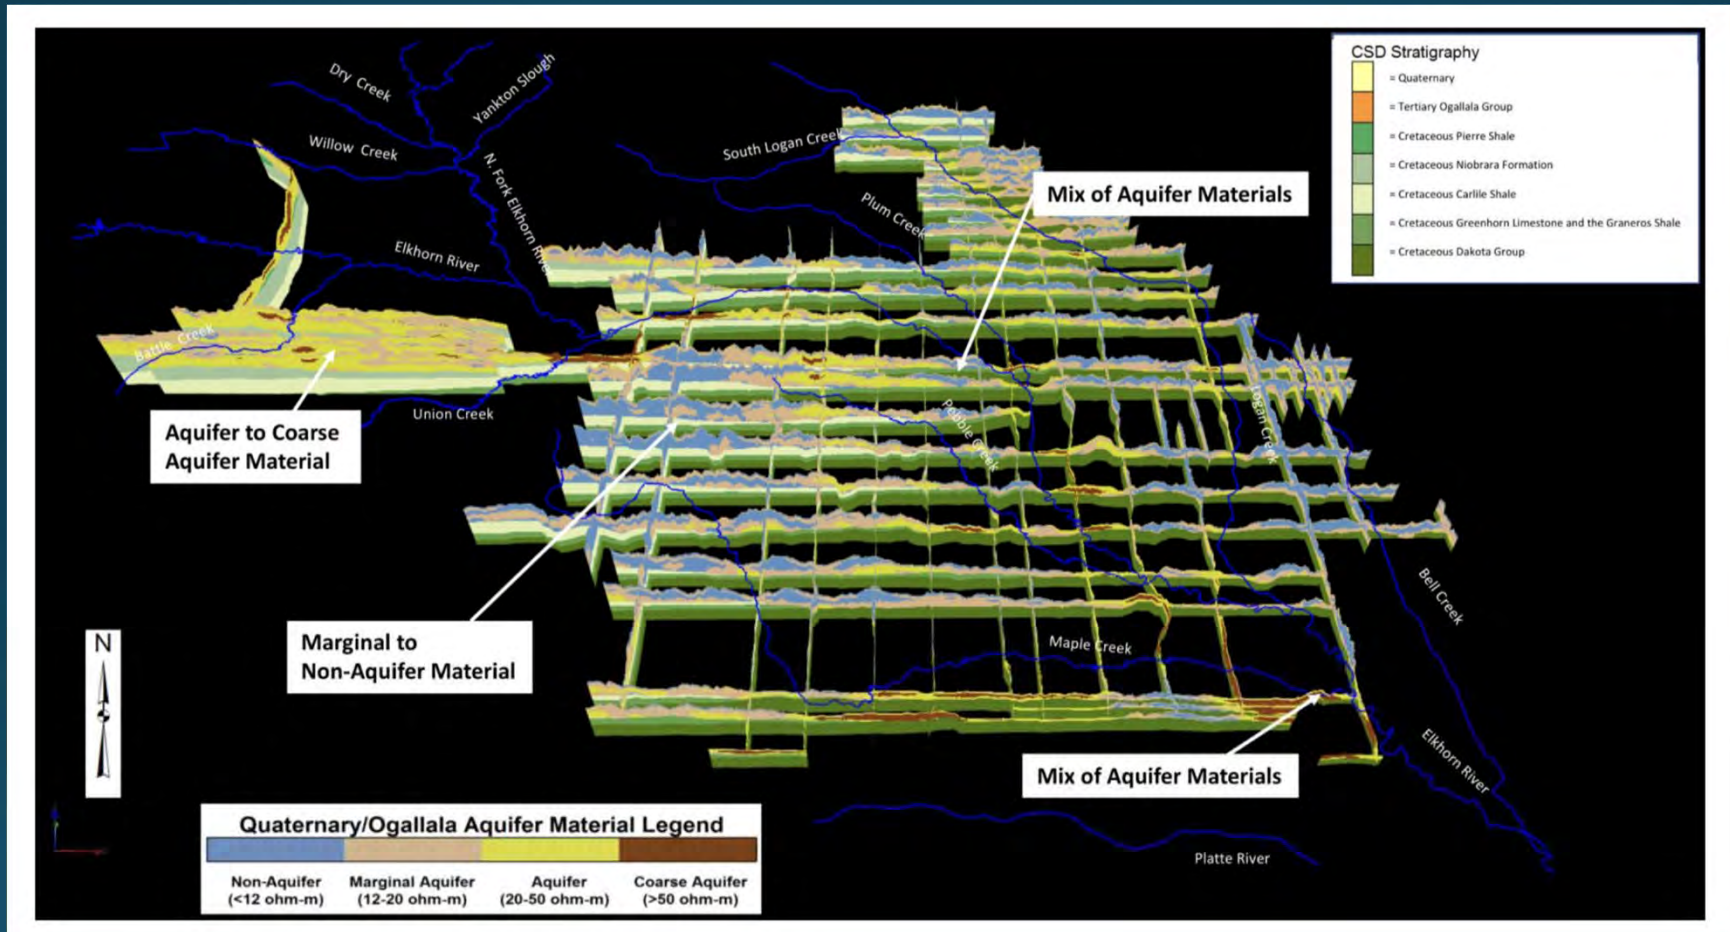 CSD Stratigraphy
= Quaternary
= Tertiary Ogallala Group
= Cretaceous Pierre Shale
= Cretaceous Niobrara Formation
= Cretaceous Carlile Shale
= Cretaceous Greenhorn Limestone and the Graneros Shale
= Cretaceous Dakota Group
Dry Creek
Yankton Slough
Willow Creek
N. Fork Elkhorn River
South Logan Creek
Plum Creek
Mix of Aquifer Materials
Elkhorn River
Battle Creek
Union Creek
Aquifer to Coarse
Aquifer Material
Pebble Creek
Logan Creek
Bell Creek
Marginal to
Non-Aquifer Material
Maple Creek
N
Mix of Aquifer Materials
Elkhorn River
Platte River
Quaternary/Ogallala Aquifer Material Legend
Non-Aquifer
(<12 ohm-m)
Marginal Aquifer
(12-20 ohm-m)
Aquifer
(20-50 ohm-m)
Coarse Aquifer
(>50 ohm-m)